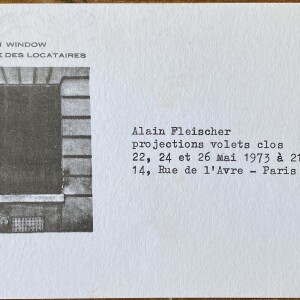 WINDOW
DES LOCATAIRES
Alain Fleischer
projections volets clos
22, 24 et 26 mai 1973 à 21
14, Rue de l'Avre - Paris